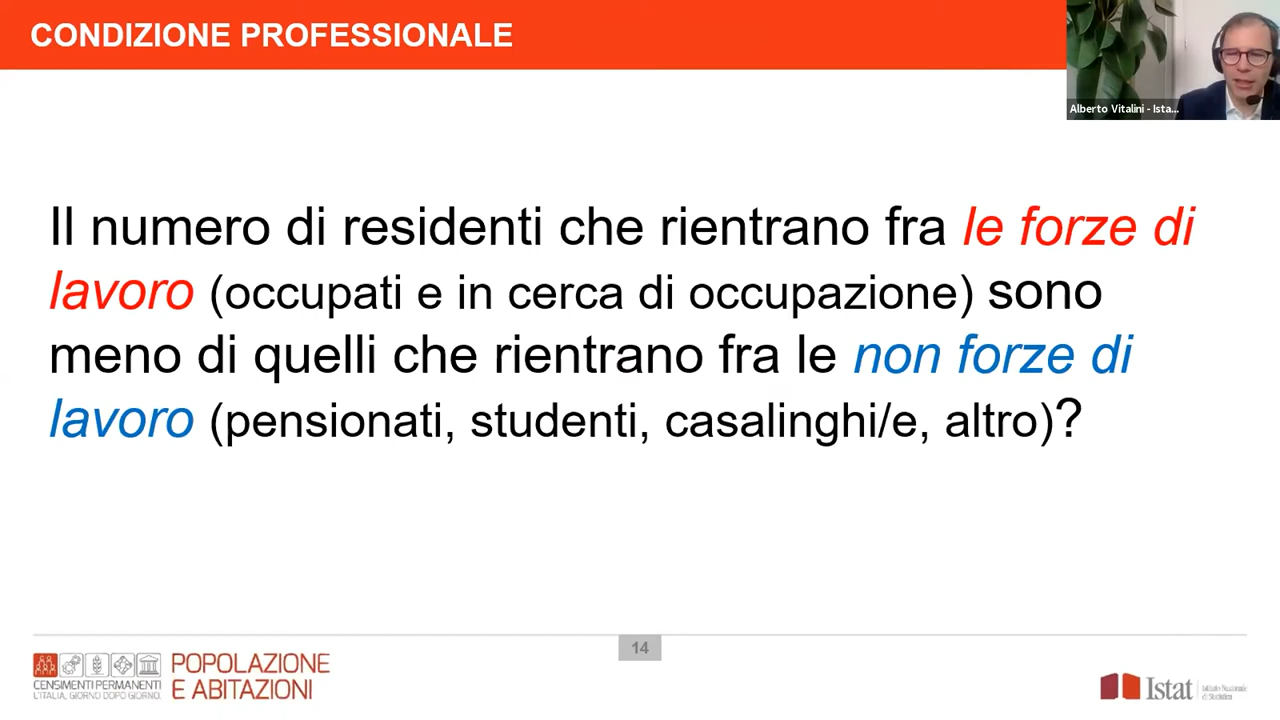 CONDIZIONE PROFESSIONALE
Alberto Vitalini - Ista...
Il numero di residenti che rientrano fra le forze di
lavoro (occupati e in cerca di occupazione) sono
meno di quelli che rientrano fra le non forze di
lavoro (pensionati, studenti, casalinghi/e, altro)?
14
CENSIMENTI PERMANENTI
L'ITALIA, GIORNO DOPO GIORNO.
POPOLAZIONE
E ABITAZIONI
Istat
Istituto Nazionale
di Statistica